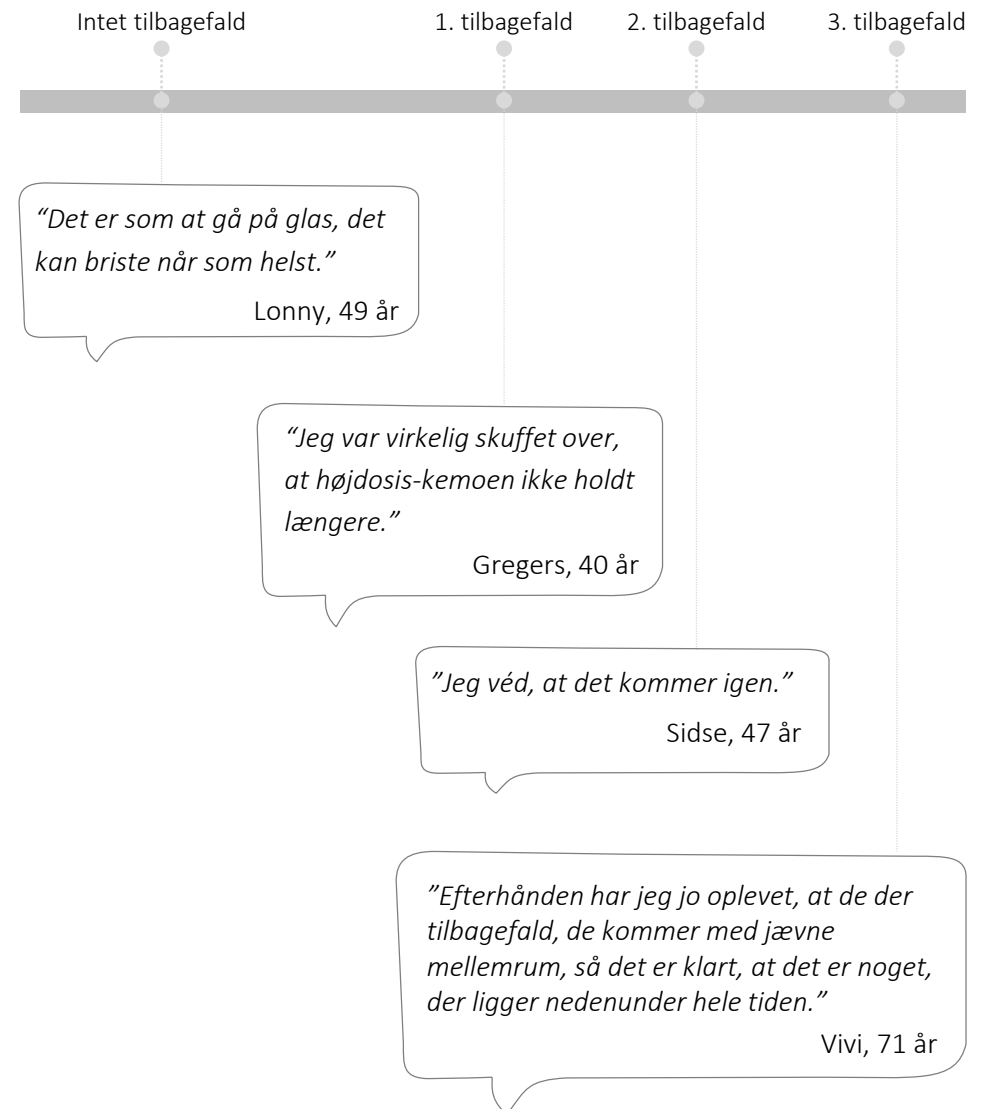 Intet tilbagefald
1. tilbagefald
2. tilbagefald
3. tilbagefald
“Det er som at gå på glas, det
kan briste når som helst.”
Lonny, 49 år
“Jeg var virkelig skuffet over,
at højdosis-kemoen ikke holdt
længere.”
Gregers, 40 år
”Jeg véd, at det kommer igen.”
Sidse, 47 år
”Efterhånden har jeg jo oplevet, at de der
tilbagefald, de kommer med jævne
mellemrum, så det er klart, at det er noget,
der ligger nedenunder hele tiden.”
Vivi, 71 år